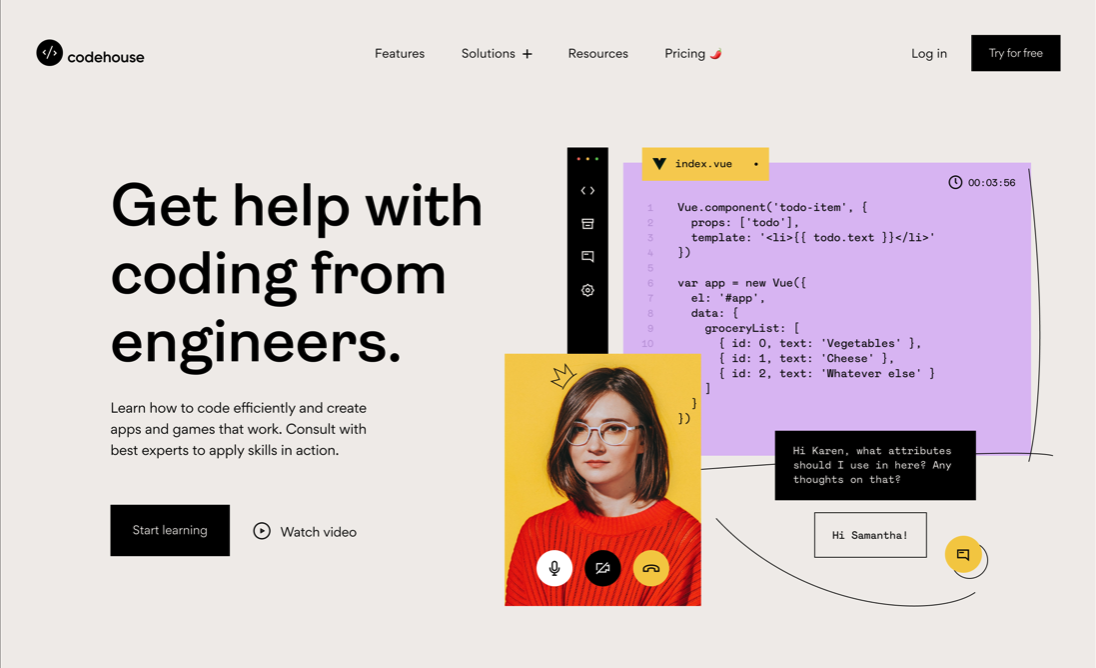 </> codehouse
Features
Solutions +
Resources
Pricing 🌶️
Log in
Try for free
Get help with
coding from
engineers.
Learn how to code efficiently and create
apps and games that work. Consult with
best experts to apply skills in action.
Start learning
Watch video
index.vue •
00:03:56
1 Vue.component('todo-item', {
2 props: ['todo'],
3 template: '<li>{{ todo.text }}</li>'
4 })
5
6 var app = new Vue({
7 el: '#app',
8 data: {
9 groceryList: [
10 { id: 0, text: 'Vegetables' },
{ id: 1, text: 'Cheese' },
{ id: 2, text: 'Whatever else' }
]
}
})
Hi Karen, what attributes
should I use in here? Any
thoughts on that?
Hi Samantha!